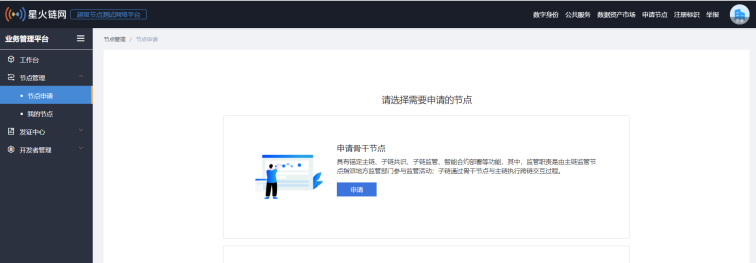 星火链网 超级节点测试网络平台
数字身份 公共服务 数据资产市场 申请节点 注册标识 举报
业务管理平台
节点管理 / 节点申请
工作台
节点管理
节点申请
我的节点
发证中心
开发者管理
请选择需要申请的节点
申请骨干节点
具有锚定主链、子链共识、子链监管、智能合约部署等功能，其中，监管职责是由主链监管节
点指派地方监管部门参与监管活动；子链通过骨干节点与主链执行跨链交互过程。
申请